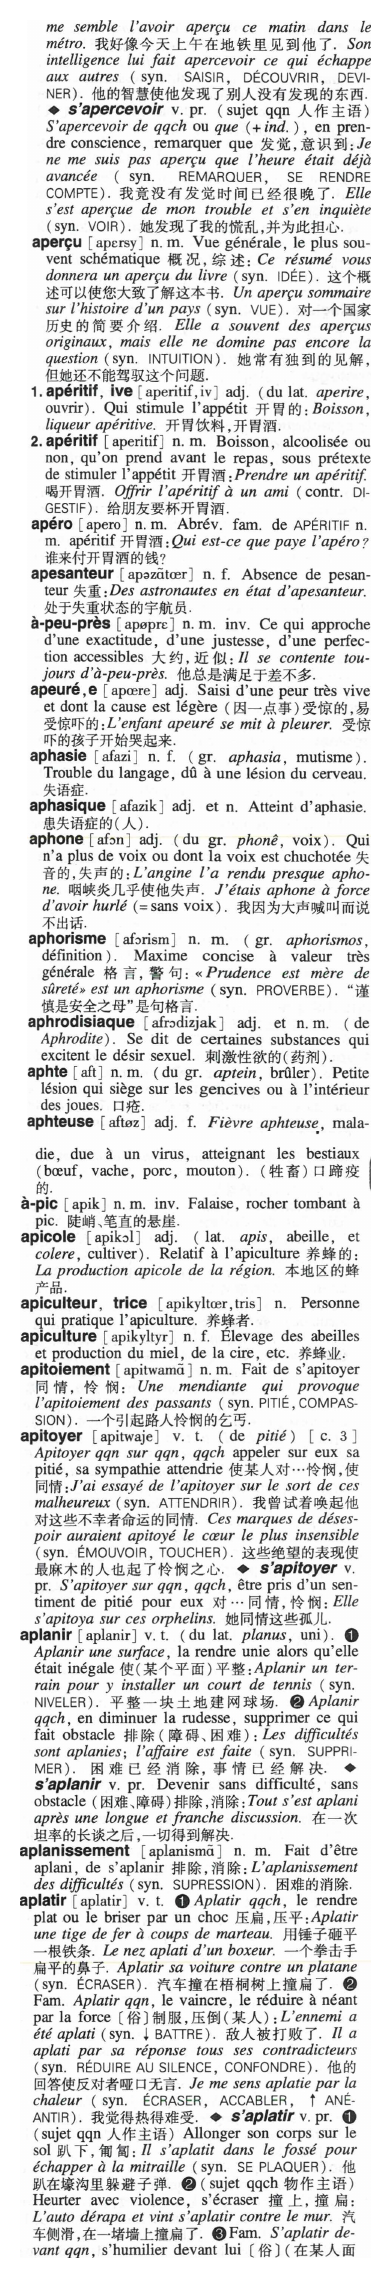 me semble l'avoir aperçu ce matin dans le
métro. 我好像今天上午在地铁里见到他了. Son
intelligence lui fait apercevoir ce qui échappe
aux autres (syn. SAISIR, DÉCOUVRIR, DEVI-
NER). 他的智慧使他发现了别人没有发现的东西.
◆ s'apercevoir v. pr. (sujet qqn 人作主语)
S'apercevoir de qqch ou que (+ind.), en pren-
dre conscience, remarquer que 发觉,意识到:Je
ne me suis pas aperçu que l'heure était déjà
avancée ( syn. REMARQUER, SE RENDRE
COMPTE). 我竟没有发觉时间已经很晚了. Elle
s'est aperçue de mon trouble et s'en inquiète
(syn. VOIR). 她发现了我的慌乱,并为此担心.
aperçu [apɛrsy] n. m. Vue générale, le plus sou-
vent schématique 概况,综述: Ce résumé vous
donnera un aperçu du livre (syn. IDÉE). 这个概
述可以使您大致了解这本书. Un aperçu sommaire
sur l'histoire d'un pays (syn. VUE). 对一个国家
历史的简要介绍. Elle a souvent des aperçus
originaux, mais elle ne domine pas encore la
question (syn. INTUITION). 她常有独到的见解,
但她还不能驾驭这个问题.
1. apéritif, ive [aperitif,iv] adj. (du lat. aperire,
ouvrir). Qui stimule l'appétit 开胃的:Boisson,
liqueur apéritive. 开胃饮料,开胃酒.
2. apéritif [aperitif] n. m. Boisson, alcoolisée ou
non, qu'on prend avant le repas, sous prétexte
de stimuler l'appétit 开胃酒:Prendre un apéritif.
喝开胃酒. Offrir l'apéritif à un ami (contr. DI-
GESTIF). 给朋友要杯开胃酒.
apéro [apero] n. m. Abrév. fam. de APÉRITIF n.
m. apéritif 开胃酒:Qui est-ce que paye l'apéro?
谁来付开胃酒的钱?
apesanteur [apəzɑ̃tœr] n. f. Absence de pesan-
teur 失重:Des astronautes en état d'apesanteur.
处于失重状态的宇航员.
à-peu-près [apøprɛ] n. m. inv. Ce qui approche
d'une exactitude, d'une justesse, d'une perfec-
tion accessibles 大约,近似: Il se contente tou-
jours d'à-peu-près. 他总是满足于差不多.
apeuré,e [apœre] adj. Saisi d'une peur très vive
et dont la cause est légère (因一点事)受惊的,易
受惊吓的:L'enfant apeuré se mit à pleurer. 受惊
吓的孩子开始哭起来.
aphasie [afazi] n. f. (gr. aphasia, mutisme).
Trouble du langage, dû à une lésion du cerveau.
失语症.
aphasique [afazik] adj. et n. Atteint d'aphasie.
患失语症的(人).
aphone [afɔn] adj. (du gr. phonê, voix). Qui
n'a plus de voix ou dont la voix est chuchotée 失
音的,失声的: L'angine l'a rendu presque apho-
ne. 咽峡炎几乎使他失声. J'étais aphone à force
d'avoir hurlé (=sans voix). 我因为大声喊叫而说
不出话.
aphorisme [afɔrism] n. m. ( gr. aphorismos,
définition). Maxime concise à valeur très
générale 格言,警句: «Prudence est mère de
sûreté» est un aphorisme (syn. PROVERBE). “谨
慎是安全之母”是句格言.
aphrodisiaque [afrɔdizjak] adj. et n. m. ( de
Aphrodite). Se dit de certaines substances qui
excitent le désir sexuel. 刺激性欲的(药剂).
aphte [aft] n. m. (du gr. aptein, brûler). Petite
lésion qui siège sur les gencives ou à l'intérieur
des joues. 口疮.
aphteuse [aftøz] adj. f. Fièvre aphteuse, mala-
die, due à un virus, atteignant les bestiaux
(bœuf, vache, porc, mouton). (牲畜)口蹄疫
的.
à-pic [apik] n. m. inv. Falaise, rocher tombant à
pic. 陡峭、笔直的悬崖.
apicole [apikɔl] adj. ( lat. apis, abeille, et
colere, cultiver). Relatif à l'apiculture 养蜂的:
La production apicole de la région. 本地区的蜂
产品.
apiculteur, trice [apikyltœr,tris] n. Personne
qui pratique l'apiculture. 养蜂者.
apiculture [apikyltyr] n. f. Élevage des abeilles
et production du miel, de la cire, etc. 养蜂业.
apitoiement [apitwamɑ̃] n. m. Fait de s'apitoyer
同情,怜悯: Une mendiante qui provoque
l'apitoiement des passants (syn. PITIÉ,COMPAS-
SION). 一个引起路人怜悯的乞丐.
apitoyer [apitwaje] v. t. ( de pitié) [ c. 3 ]
Apitoyer qqn sur qqn, qqch appeler sur eux sa
pitié, sa sympathie attendrie 使某人对…怜悯,使
同情:J'ai essayé de l'apitoyer sur le sort de ces
malheureux (syn. ATTENDRIR). 我曾试着唤起他
对这些不幸者命运的同情. Ces marques de déses-
poir auraient apitoyé le cœur le plus insensible
(syn. ÉMOUVOIR, TOUCHER). 这些绝望的表现使
最麻木的人也起了怜悯之心. ◆ s'apitoyer v.
pr. S'apitoyer sur qqn, qqch, être pris d'un sen-
timent de pitié pour eux 对…同情,怜悯: Elle
s'apitoya sur ces orphelins. 她同情这些孤儿.
aplanir [aplanir] v. t. (du lat. planus, uni). ❶
Aplanir une surface, la rendre unie alors qu'elle
était inégale 使(某个平面)平整:Aplanir un ter-
rain pour y installer un court de tennis (syn.
NIVELER). 平整一块土地建网球场. ❷ Aplanir
qqch, en diminuer la rudesse, supprimer ce qui
fait obstacle 排除(障碍、困难): Les difficultés
sont aplanies; l'affaire est faite (syn. SUPPRI-
MER). 困难已经消除,事情已经解决. ◆
s'aplanir v. pr. Devenir sans difficulté, sans
obstacle (困难、障碍)排除,消除:Tout s'est aplani
après une longue et franche discussion. 在一次
坦率的长谈之后,一切得到解决.
aplanissement [aplanismɑ̃] n. m. Fait d'être
aplani, de s'aplanir 排除,消除: L'aplanissement
des difficultés (syn. SUPRESSION). 困难的消除.
aplatir [aplatir] v. t. ❶ Aplatir qqch, le rendre
plat ou le briser par un choc 压扁,压平:Aplatir
une tige de fer à coups de marteau. 用锤子砸平
一根铁条. Le nez aplati d'un boxeur. 一个拳击手
扁平的鼻子. Aplatir sa voiture contre un platane
(syn. ÉCRASER). 汽车撞在梧桐树上撞扁了. ❷
Fam. Aplatir qqn, le vaincre, le réduire à néant
par la force [俗]制服,压倒(某人): L'ennemi a
été aplati (syn. ↓ BATTRE). 敌人被打败了. Il a
aplati par sa réponse tous ses contradicteurs
(syn. RÉDUIRE AU SILENCE, CONFONDRE). 他的
回答使反对者哑口无言. Je me sens aplatie par la
chaleur (syn. ÉCRASER, ACCABLER, ↑ ANÉ-
ANTIR). 我觉得热得难受. ◆ s'aplatir v. pr. ❶
(sujet qqn 人作主语) Allonger son corps sur le
sol 趴下,匍匐: Il s'aplatit dans le fossé pour
échapper à la mitraille (syn. SE PLAQUER). 他
趴在壕沟里躲避子弹. ❷(sujet qqch 物作主语)
Heurter avec violence, s'écraser 撞上,撞扁:
L'auto dérapa et vint s'aplatir contre le mur. 汽
车侧滑,在一堵墙上撞扁了. ❸Fam. S'aplatir de-
vant qqn, s'humilier devant lui [俗](在某人面